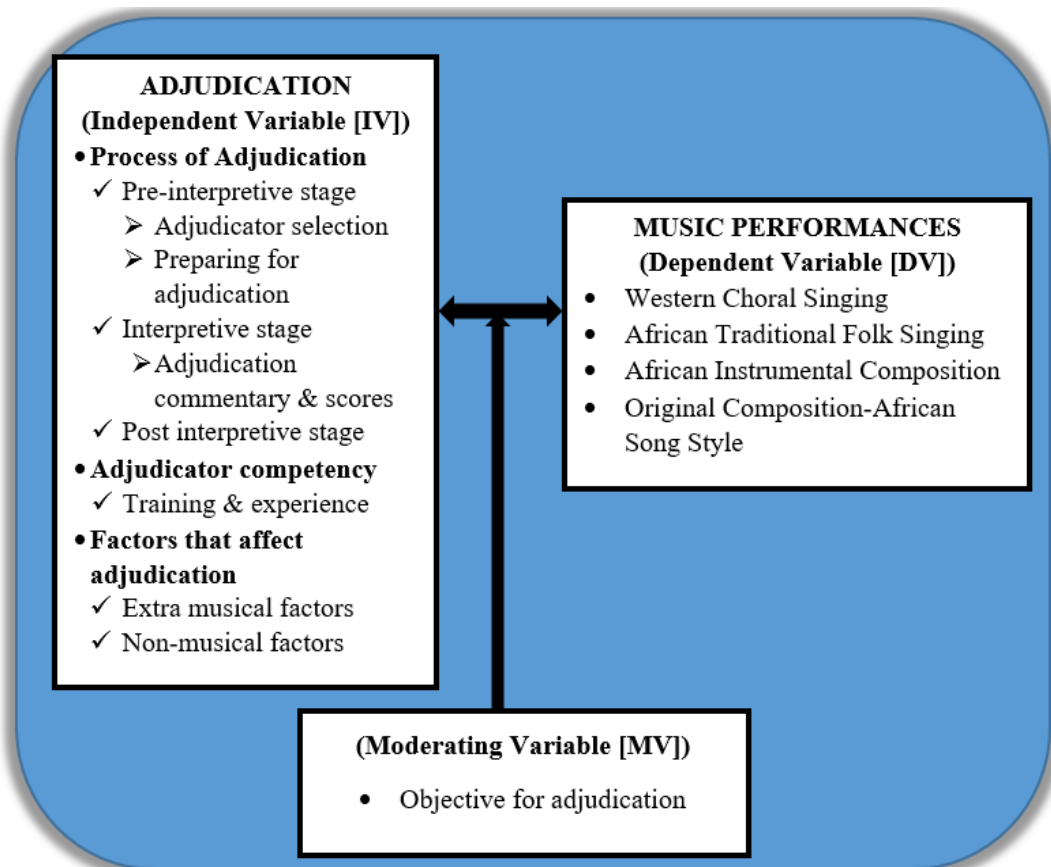 ADJUDICATION
(Independent Variable [IV])
• Process of Adjudication
✓ Pre-interpretive stage
➢ Adjudicator selection
➢ Preparing for
adjudication
✓ Interpretive stage
➢ Adjudication
commentary & scores
✓ Post interpretive stage
• Adjudicator competency
✓ Training & experience
• Factors that affect
adjudication
✓ Extra musical factors
✓ Non-musical factors
MUSIC PERFORMANCES
(Dependent Variable [DV])
• Western Choral Singing
• African Traditional Folk Singing
• African Instrumental Composition
• Original Composition-African
Song Style
(Moderating Variable [MV])
• Objective for adjudication